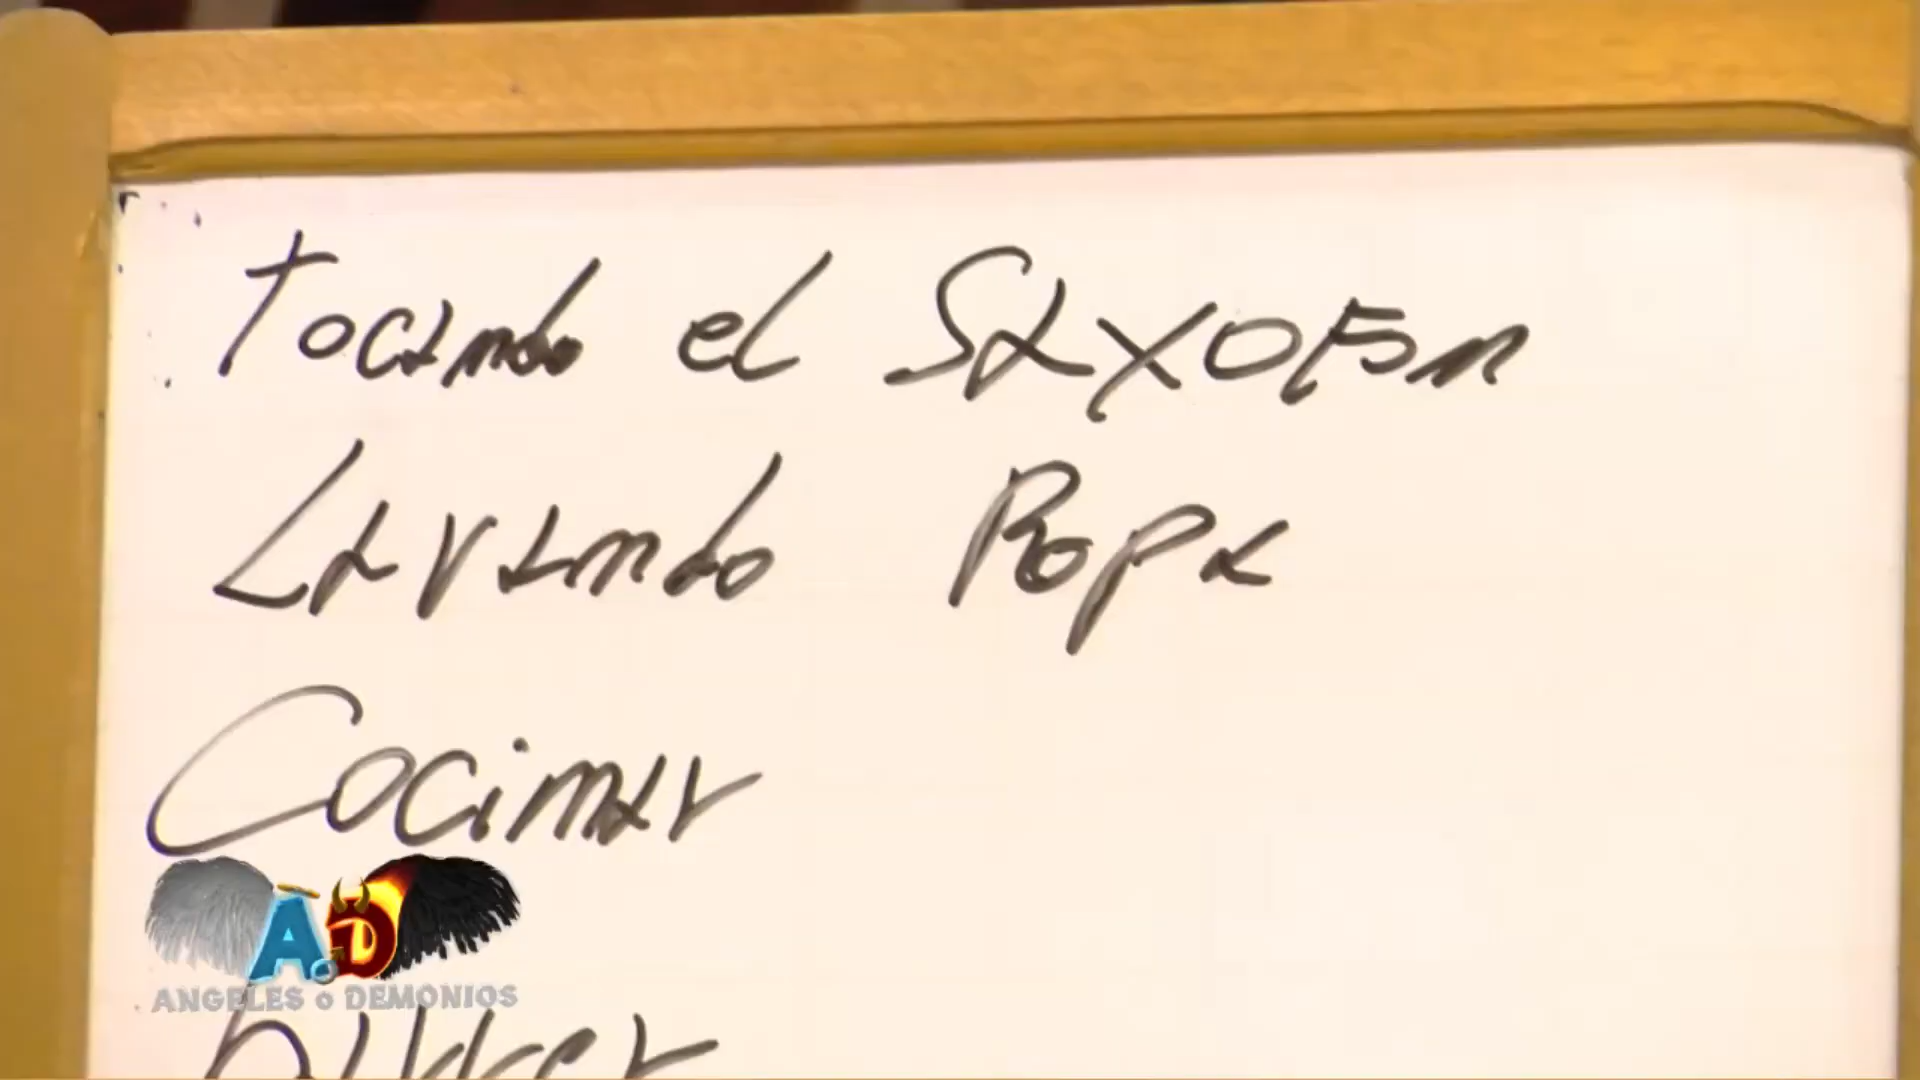 Tocando el SAXOFon
Lavando Ropa
Cocinar
A.o.D
ANGELES o DEMONIOS